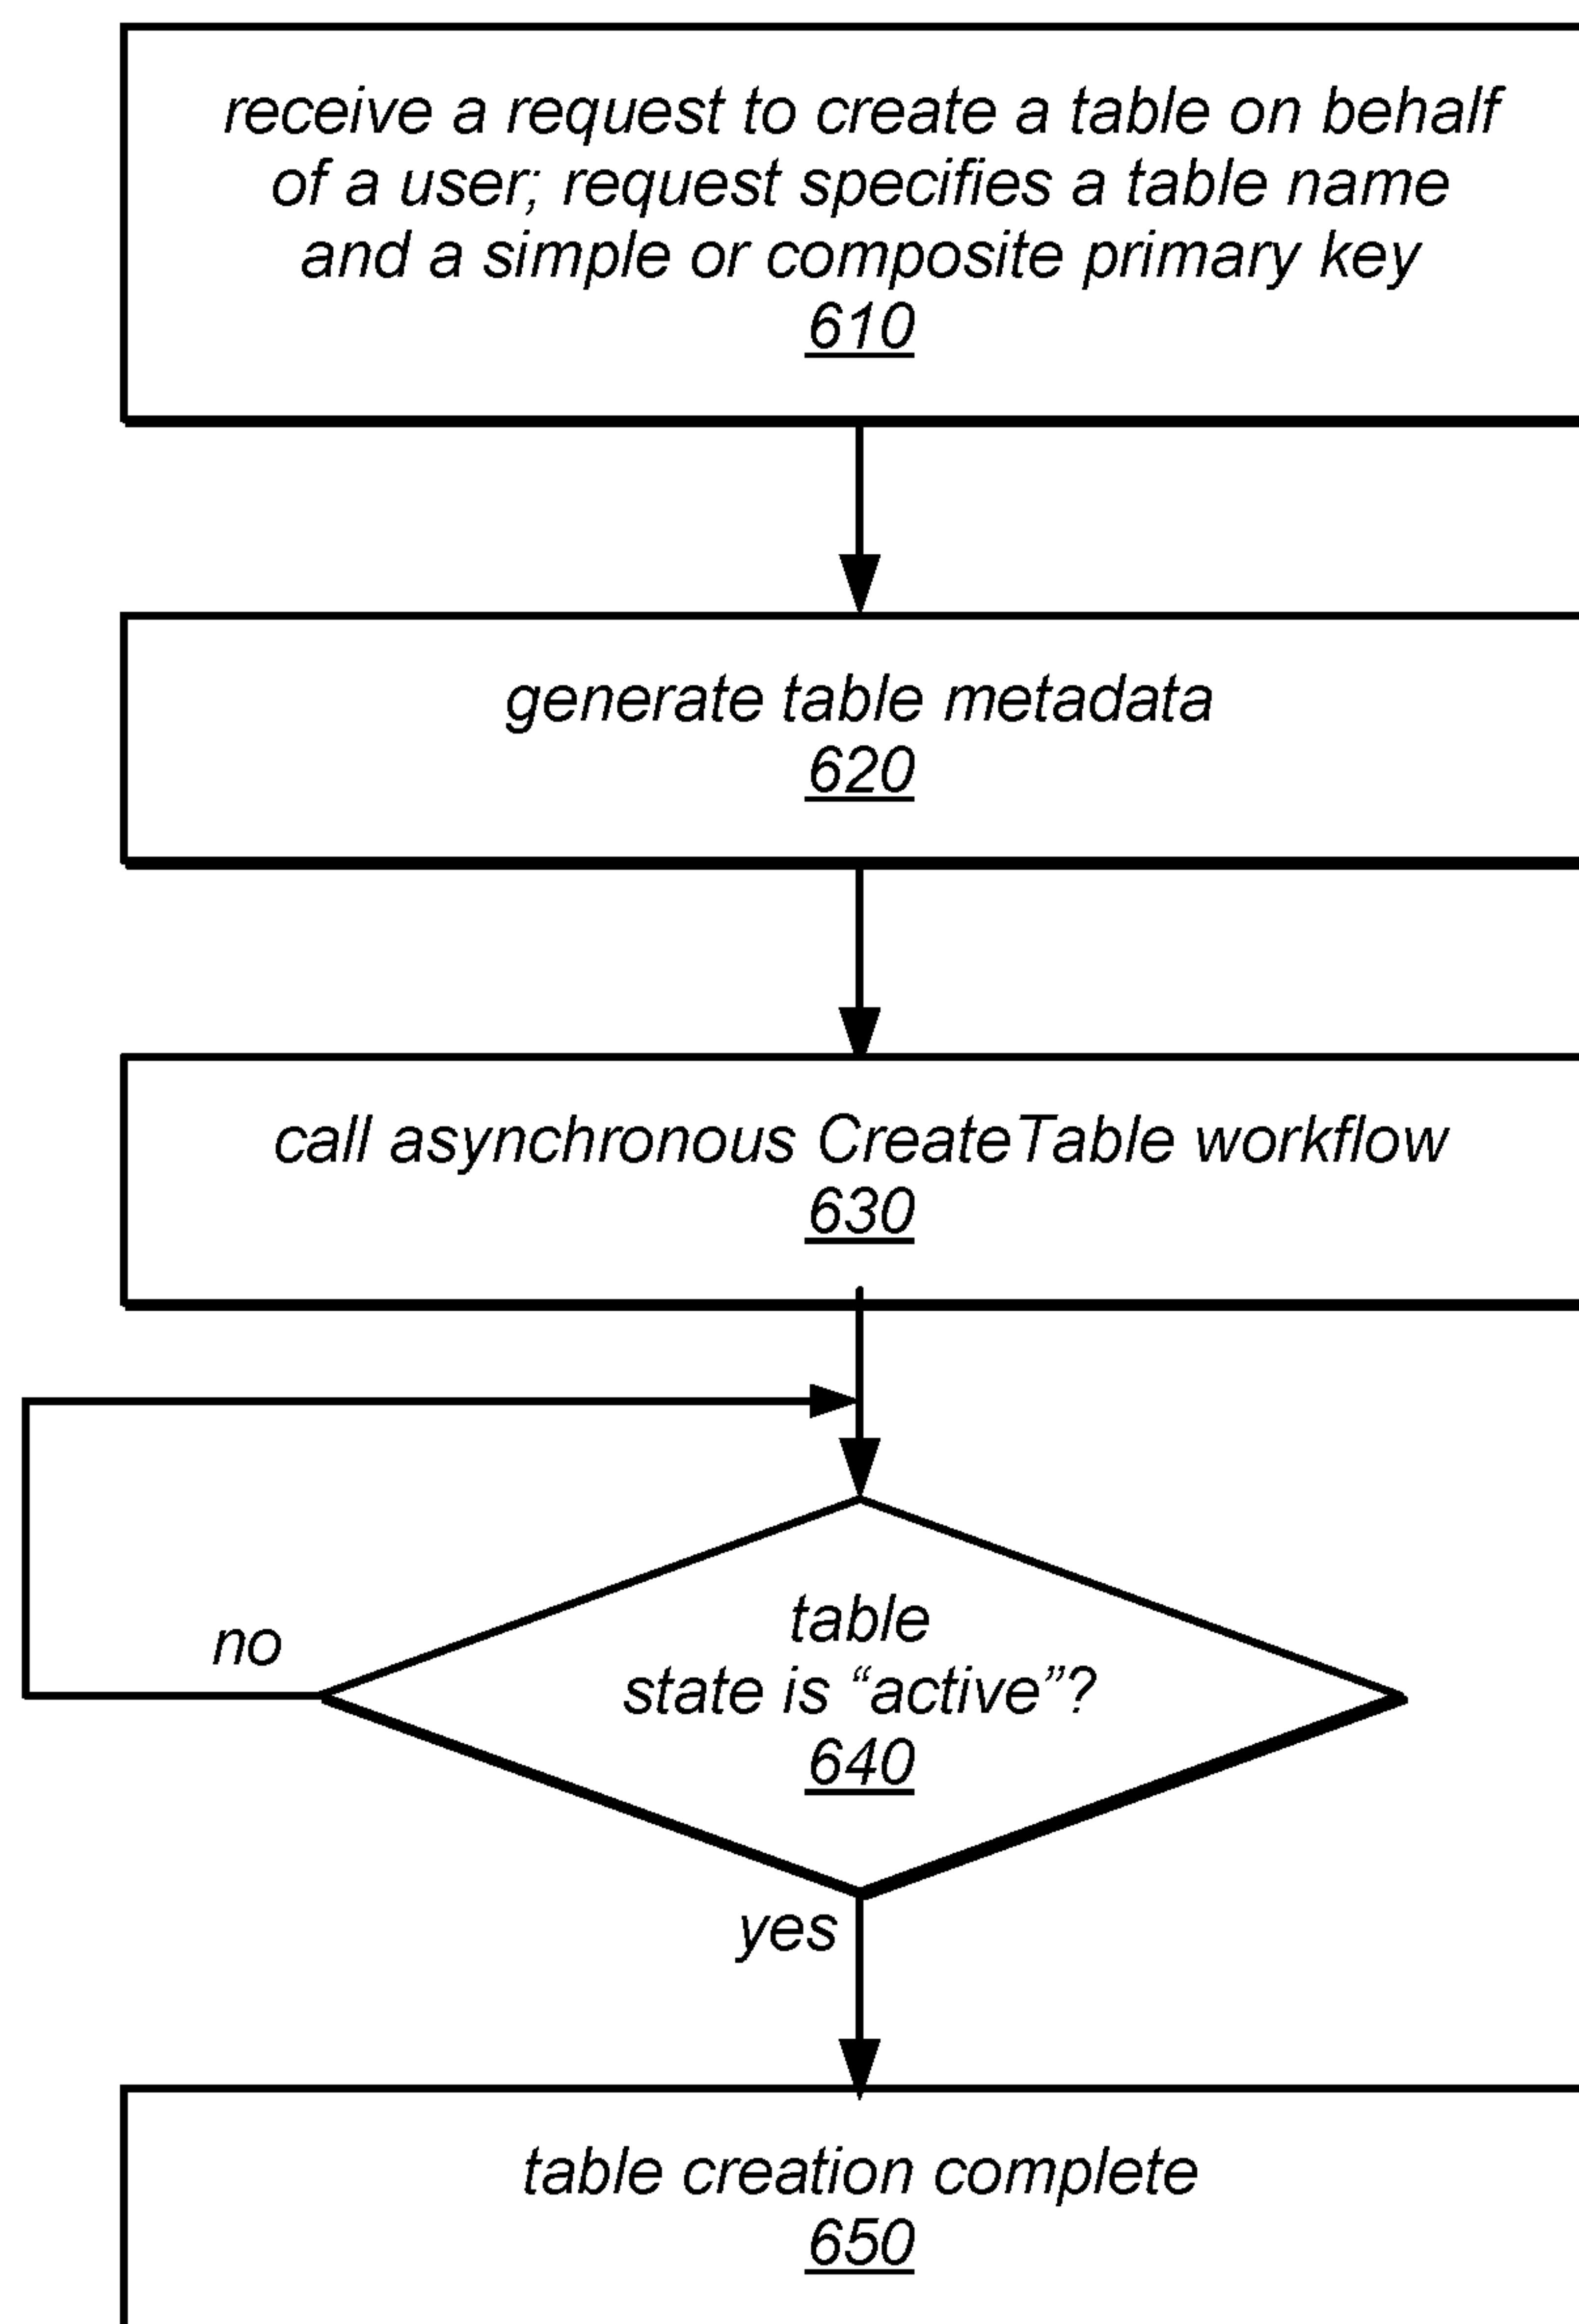 receive a request to create a table on behalf
of a user; request specifies a table name
and a simple or composite primary key
610
generate table metadata
620
call asynchronous CreateTable workflow
630
table
state is “active”?
640
no
yes
table creation complete
650